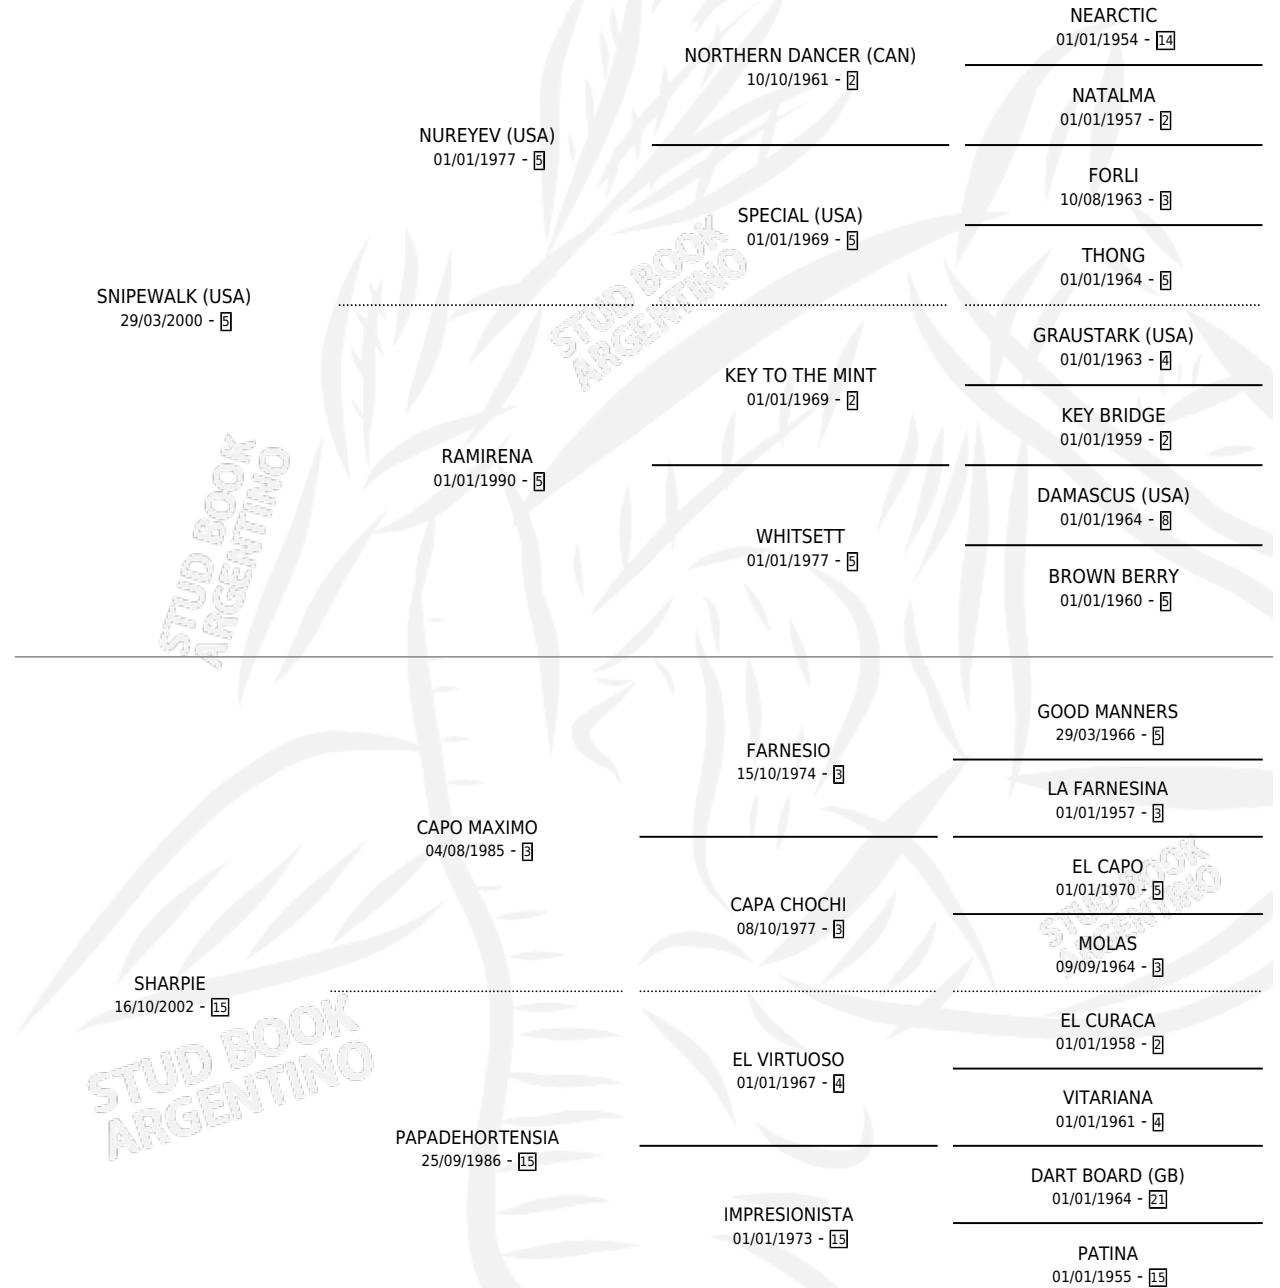 NEARCTIC
01/01/1954 - 14
NORTHERN DANCER (CAN)
10/10/1961 - 2
NATALMA
01/01/1957 - 2
NUREYEV (USA)
01/01/1977 - 5
FORLI
10/08/1963 - 3
SPECIAL (USA)
01/01/1969 - 5
THONG
01/01/1964 - 5
SNIPEWALK (USA)
29/03/2000 - 5
GRAUSTARK (USA)
01/01/1963 - 4
KEY TO THE MINT
01/01/1969 - 2
KEY BRIDGE
01/01/1959 - 2
RAMIRENA
01/01/1990 - 5
DAMASCUS (USA)
01/01/1964 - 8
WHITSETT
01/01/1977 - 5
BROWN BERRY
01/01/1960 - 5
GOOD MANNERS
29/03/1966 - 5
FARNESIO
15/10/1974 - 3
LA FARNESINA
01/01/1957 - 3
CAPO MAXIMO
04/08/1985 - 3
EL CAPO
01/01/1970 - 5
CAPA CHOCHI
08/10/1977 - 3
MOLAS
09/09/1964 - 3
SHARPIE
16/10/2002 - 15
EL CURACA
01/01/1958 - 2
EL VIRTUOSO
01/01/1967 - 4
VITARIANA
01/01/1961 - 4
PAPADEHORTENSIA
25/09/1986 - 15
DART BOARD (GB)
01/01/1964 - 21
IMPRESIONISTA
01/01/1973 - 15
PATINA
01/01/1955 - 15
STUD BOOK
ARGENTINO
STUD BOOK
ARGENTINO
STUD BOOK
ARGENTINO
STUD BOOK
ARGENTINO